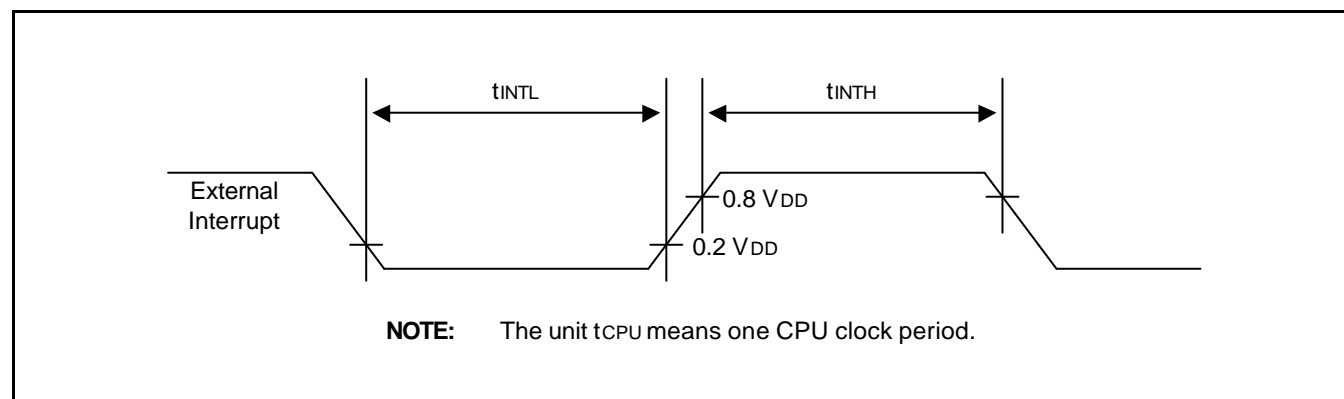 tINTL
tINTH
External
Interrupt
0.8 VDD
0.2 VDD
NOTE: The unit tCPU means one CPU clock period.